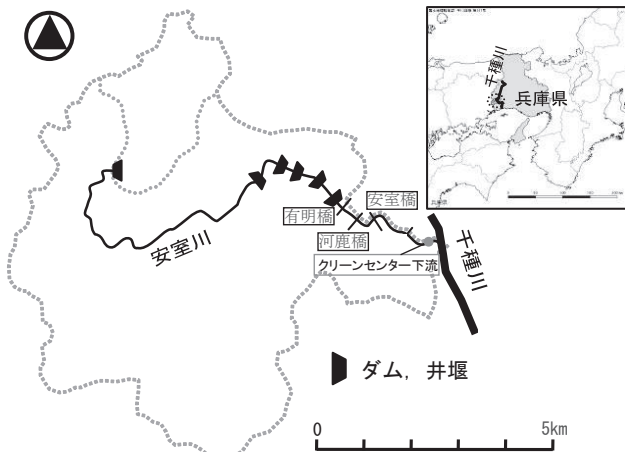 千種川
兵庫県
有明橋
安室橋
河鹿橋
安室川
クリーンセンター下流
千種川
ダム，井堰
0
5km